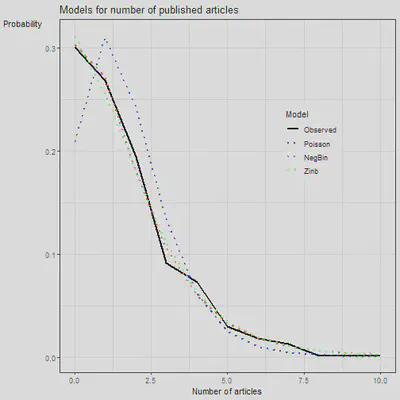 Models for number of published articles
Probability
0.3
0.2
0.1
0.0
Model
Observed
Poisson
NegBin
Zinb
0.0 2.5 5.0 7.5 10.0
Number of articles